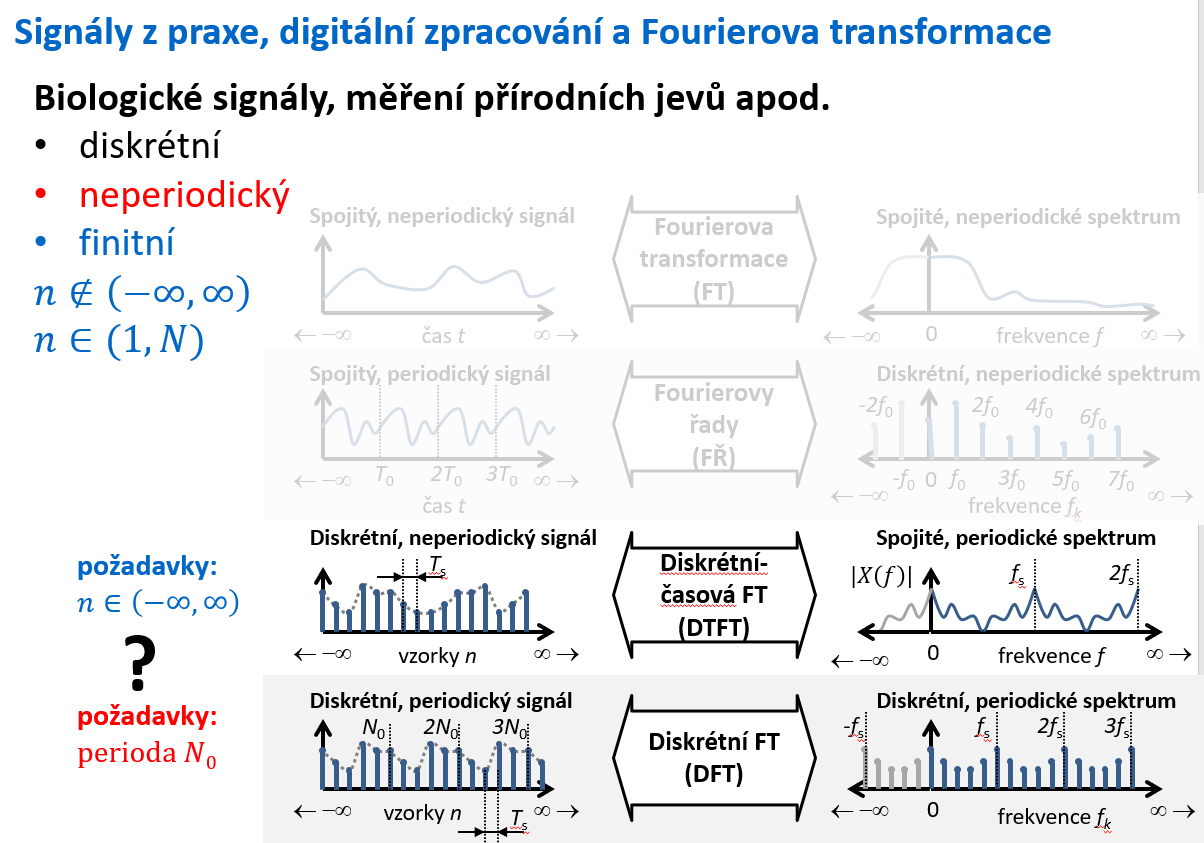 Signály z praxe, digitální zpracování a Fourierova transformace
Biologické signály, měření přírodních jevů apod.
• diskrétní
• neperiodický
• finitní
n ∉ (−∞, ∞)
n ∈ (1, N)
Spojitý, neperiodický signál
← −∞
čas t
∞ →
Fourierova
transformace
(FT)
Spojité, neperiodické spektrum
← −∞
0
frekvence f
∞ →
Spojitý, periodický signál
T₀
2T₀
3T₀
← −∞
čas t
∞ →
Fourierovy
řady
(FŘ)
Diskrétní, neperiodické spektrum
-2f₀
2f₀
4f₀
6f₀
-f₀
0
f₀
3f₀
5f₀
7f₀
← −∞
frekvence fₖ
∞ →
požadavky:
n ∈ (−∞, ∞)
?
požadavky:
perioda N₀
Diskrétní, neperiodický signál
Tₛ
← −∞
vzorky n
∞ →
Diskrétní-
časová FT
(DTFT)
Spojité, periodické spektrum
|X(f)|
fₛ
2fₛ
← −∞
0
frekvence f
∞ →
Diskrétní, periodický signál
N₀
2N₀
3N₀
← −∞
vzorky n
∞ →
Tₛ
Diskrétní FT
(DFT)
Diskrétní, periodické spektrum
-fₛ
fₛ
2fₛ
3fₛ
← −∞
0
frekvence fₖ
∞ →